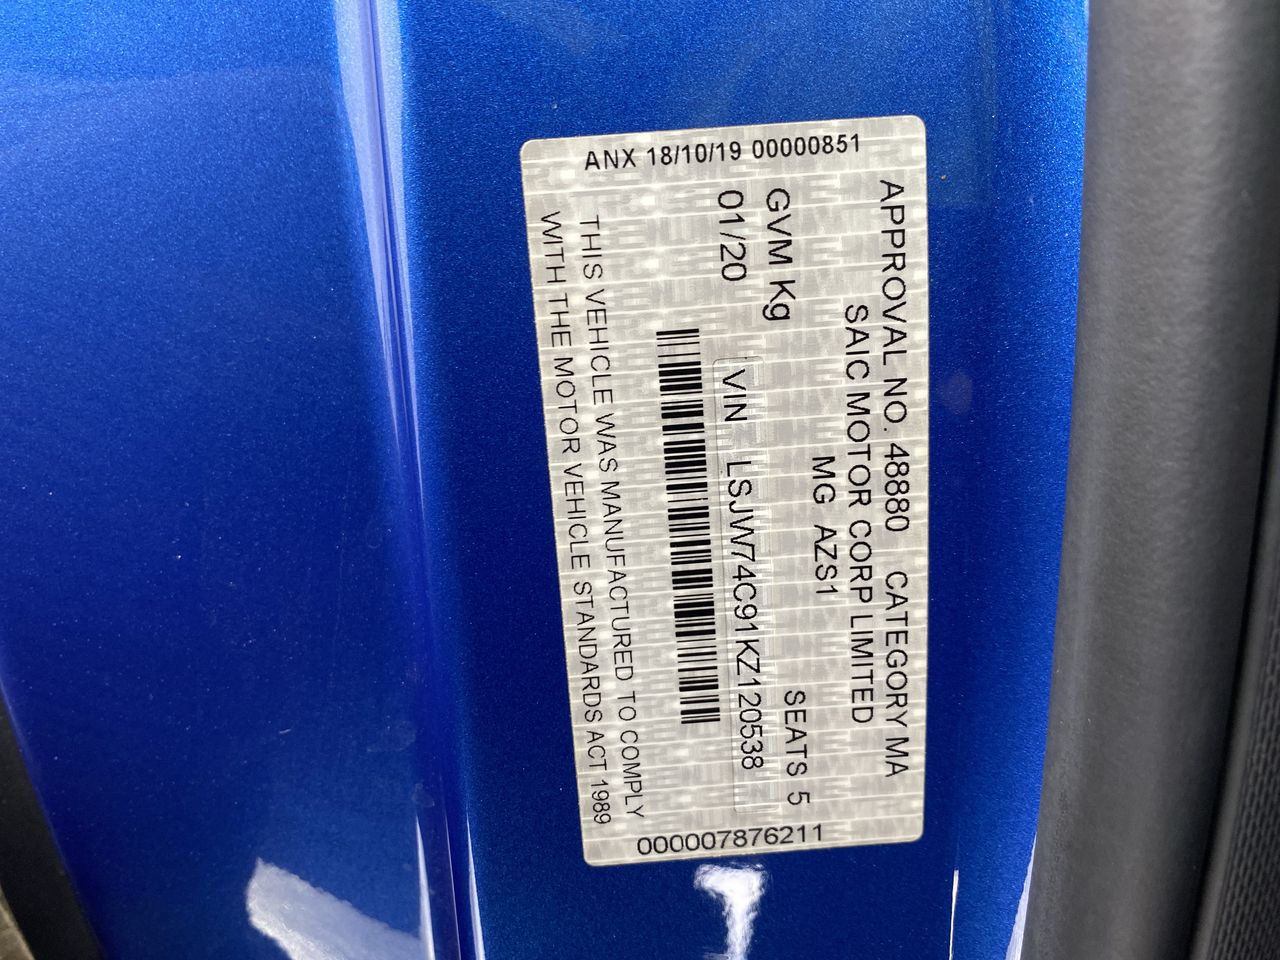 ANX 18/10/19 00000851
APPROVAL NO. 48880 CATEGORY MA
SAIC MOTOR CORP LIMITED
MG AZS1
GVM Kg SEATS 5
01/20 VIN LSJW74C91KZ120538
THIS VEHICLE WAS MANUFACTURED TO COMPLY
WITH THE MOTOR VEHICLE STANDARDS ACT 1989
000007876211